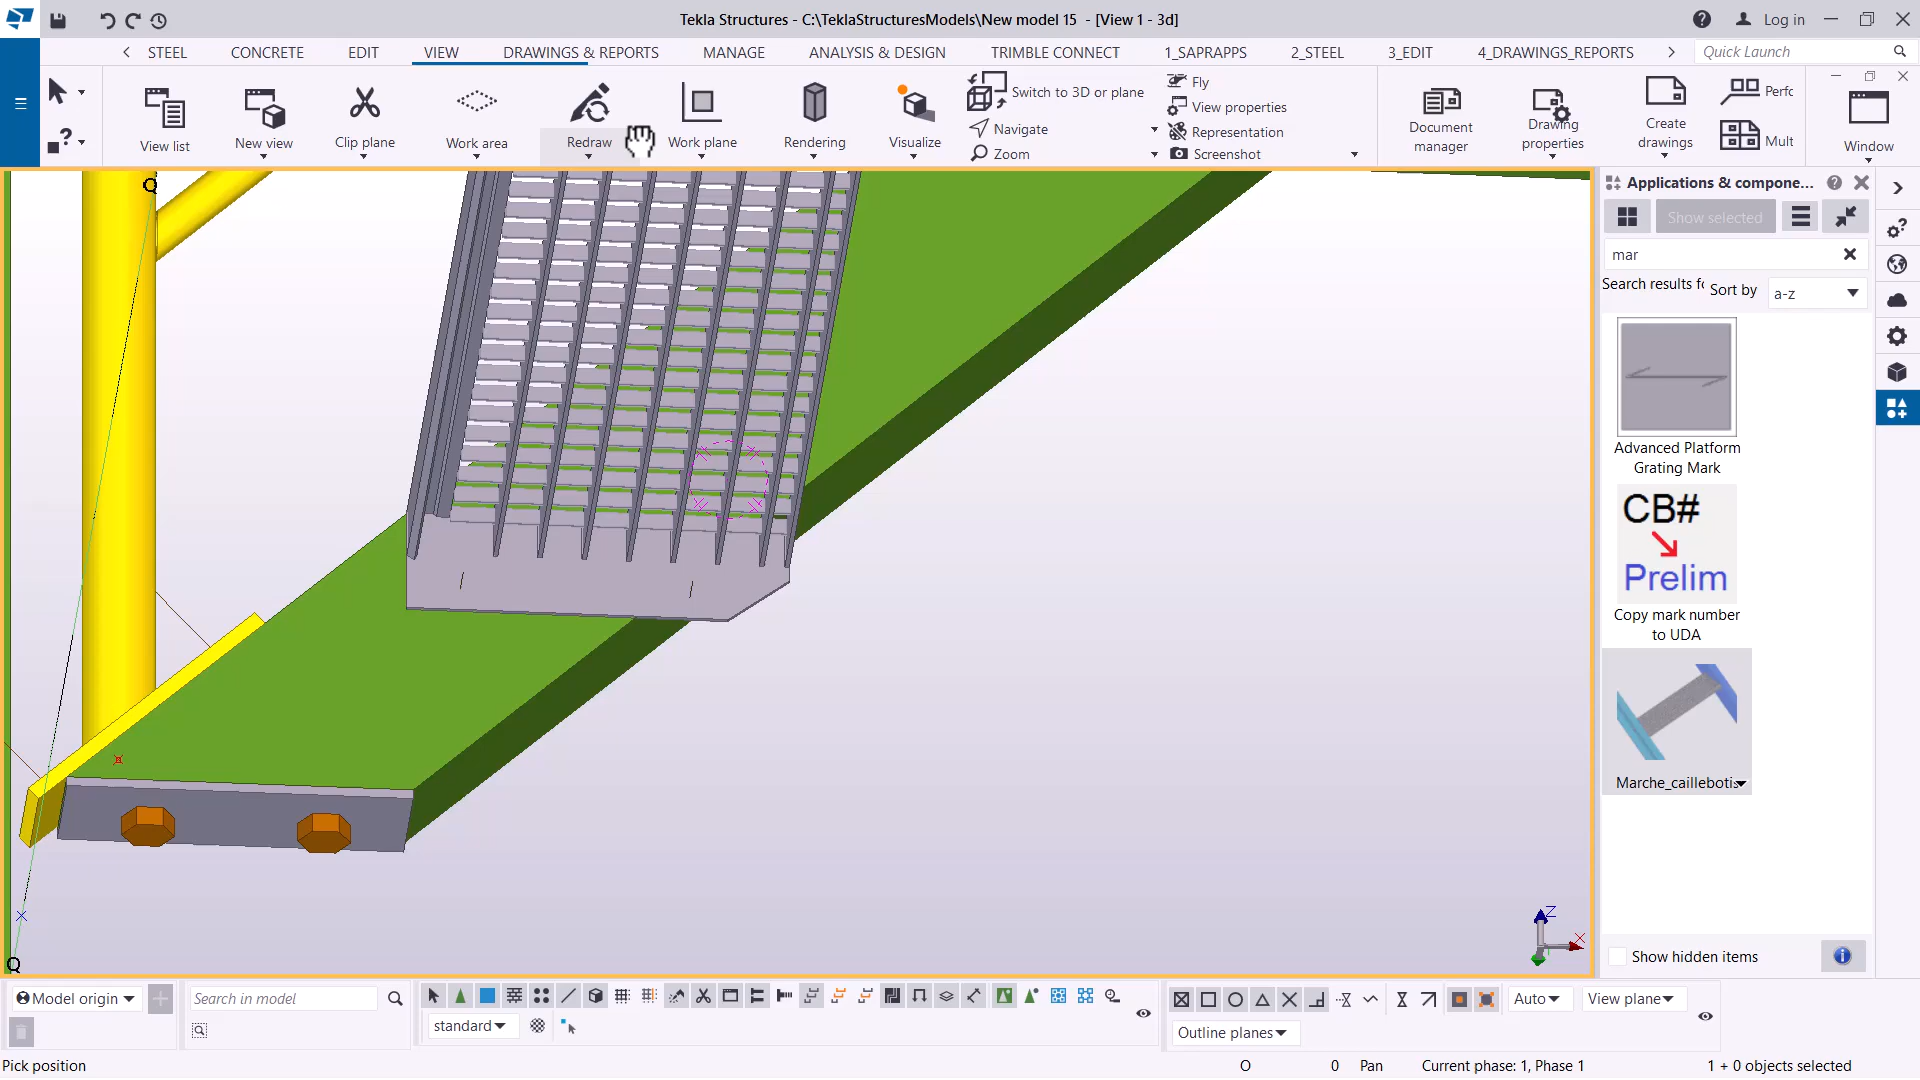 Tekla Structures - C:\TeklaStructuresModels\New model 15 - [View 1 - 3d]
Log in
STEEL CONCRETE EDIT VIEW DRAWINGS & REPORTS MANAGE ANALYSIS & DESIGN TRIMBLE CONNECT 1_SAPRAPPS 2_STEEL 3_EDIT 4_DRAWINGS_REPORTS Quick Launch
View list
New view
Clip plane
Work area
Redraw
Work plane
Rendering
Visualize
Switch to 3D or plane
Navigate
Zoom
Fly
View properties
Representation
Screenshot
Document manager
Drawing properties
Create drawings
Perfc
Mult
Window
Applications & compone...
Show selected
mar
Search results fo
Sort by
a-z
Advanced Platform
Grating Mark
CB#
Prelim
Copy mark number
to UDA
Marche_caillebotis
Show hidden items
Q
Q
Z
X
Model origin
Search in model
standard
Auto
View plane
Outline planes
Pick position
O 0 Pan Current phase: 1, Phase 1 1 + 0 objects selected